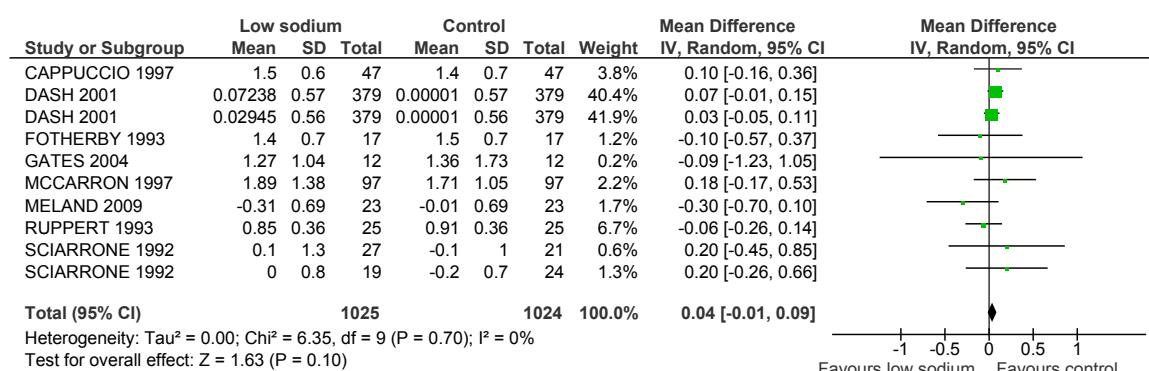 Low sodium Control Mean Difference Mean Difference
Study or Subgroup Mean SD Total Mean SD Total Weight IV, Random, 95% CI IV, Random, 95% CI
CAPPUCCIO 1997 1.5 0.6 47 1.4 0.7 47 3.8% 0.10 [-0.16, 0.36]
DASH 2001 0.07238 0.57 379 0.00001 0.57 379 40.4% 0.07 [-0.01, 0.15]
DASH 2001 0.02945 0.56 379 0.00001 0.56 379 41.9% 0.03 [-0.05, 0.11]
FOTHERBY 1993 1.4 0.7 17 1.5 0.7 17 1.2% -0.10 [-0.57, 0.37]
GATES 2004 1.27 1.04 12 1.36 1.73 12 0.2% -0.09 [-1.23, 1.05]
MCCARRON 1997 1.89 1.38 97 1.71 1.05 97 2.2% 0.18 [-0.17, 0.53]
MELAND 2009 -0.31 0.69 23 -0.01 0.69 23 1.7% -0.30 [-0.70, 0.10]
RUPPERT 1993 0.85 0.36 25 0.91 0.36 25 6.7% -0.06 [-0.26, 0.14]
SCIARRONE 1992 0.1 1.3 27 -0.1 1 21 0.6% 0.20 [-0.45, 0.85]
SCIARRONE 1992 0 0.8 19 -0.2 0.7 24 1.3% 0.20 [-0.26, 0.66]
Total (95% CI) 1025 1024 100.0% 0.04 [-0.01, 0.09]
Heterogeneity: Tau² = 0.00; Chi² = 6.35, df = 9 (P = 0.70); I² = 0%
Test for overall effect: Z = 1.63 (P = 0.10)
-1 -0.5 0 0.5 1
Favours low sodium Favours control